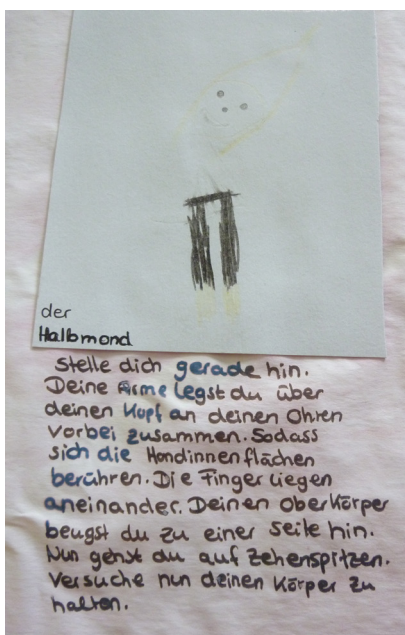 der
Halbmond
Stelle dich gerade hin.
Deine Arme legst du über
deinen Kopf an deinen Ohren
vorbei zusammen. Sodass
sich die Handinnenflächen
berühren. Die Finger liegen
aneinander. Deinen Oberkörper
beugst du zu einer Seite hin.
Nun gehst du auf Zehenspitzen.
Versuche nun deinen Körper zu
halten.